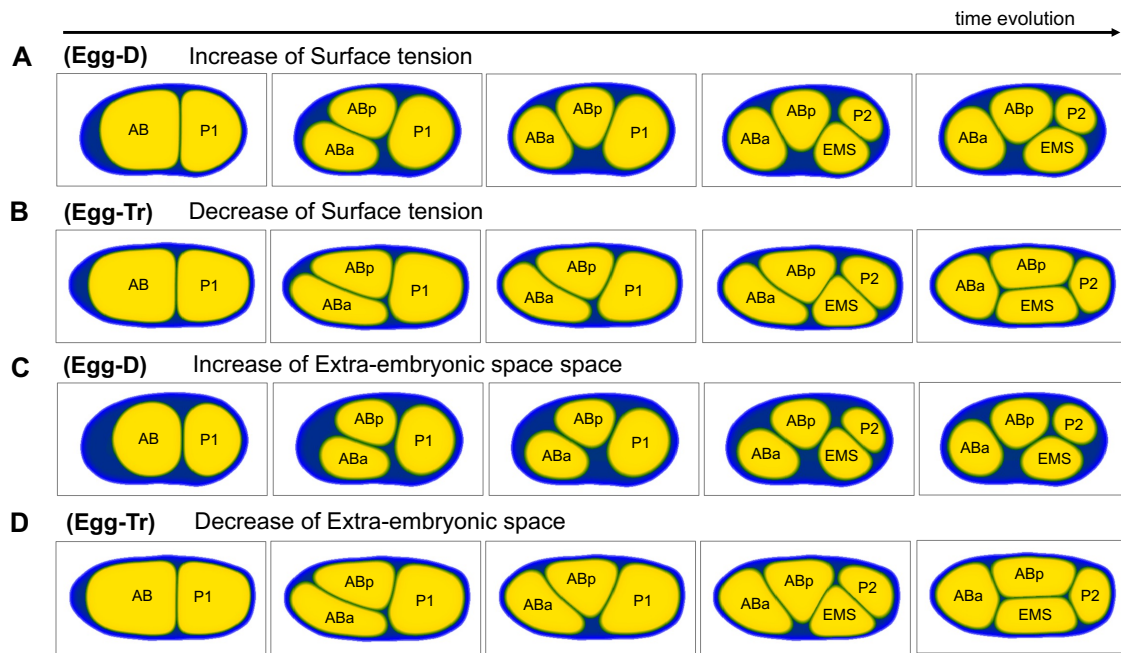 time evolution
A (Egg-D) Increase of Surface tension
AB P1
ABp ABa P1
ABa ABp P1
ABa ABp P2 EMS
ABa ABp P2 EMS
B (Egg-Tr) Decrease of Surface tension
AB P1
ABp ABa P1
ABp ABa P1
ABp P2 ABa EMS
ABa ABp EMS P2
C (Egg-D) Increase of Extra-embryonic space space
AB P1
ABp ABa P1
ABp ABa P1
ABp P2 ABa EMS
ABp P2 ABa EMS
D (Egg-Tr) Decrease of Extra-embryonic space
AB P1
ABp ABa P1
ABp ABa P1
ABp P2 ABa EMS
ABp ABa EMS P2